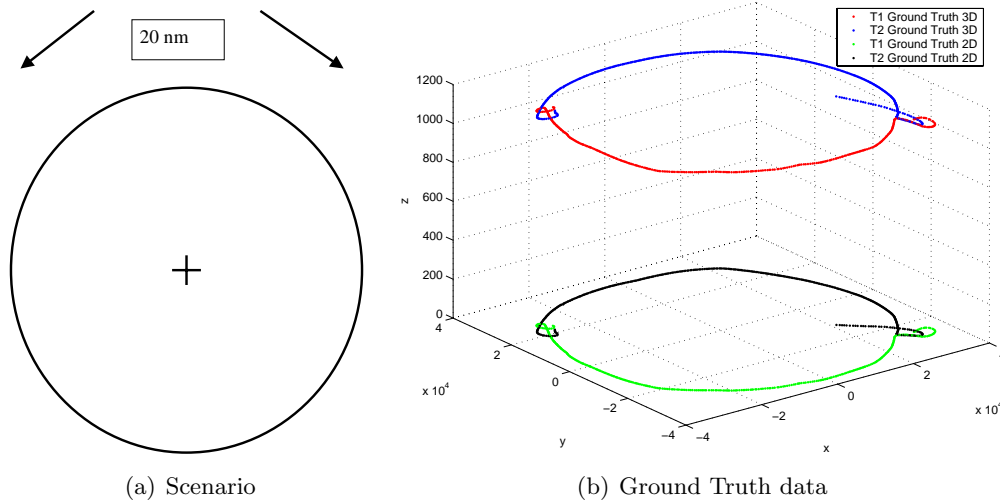 20 nm
T1 Ground Truth 3D
T2 Ground Truth 3D
T1 Ground Truth 2D
T2 Ground Truth 2D
1200
1000
800
600
400
200
0
z
4
2
0
−2
−4
x 10⁴
y
−4
−2
0
2
x 10⁴
x
(a) Scenario
(b) Ground Truth data